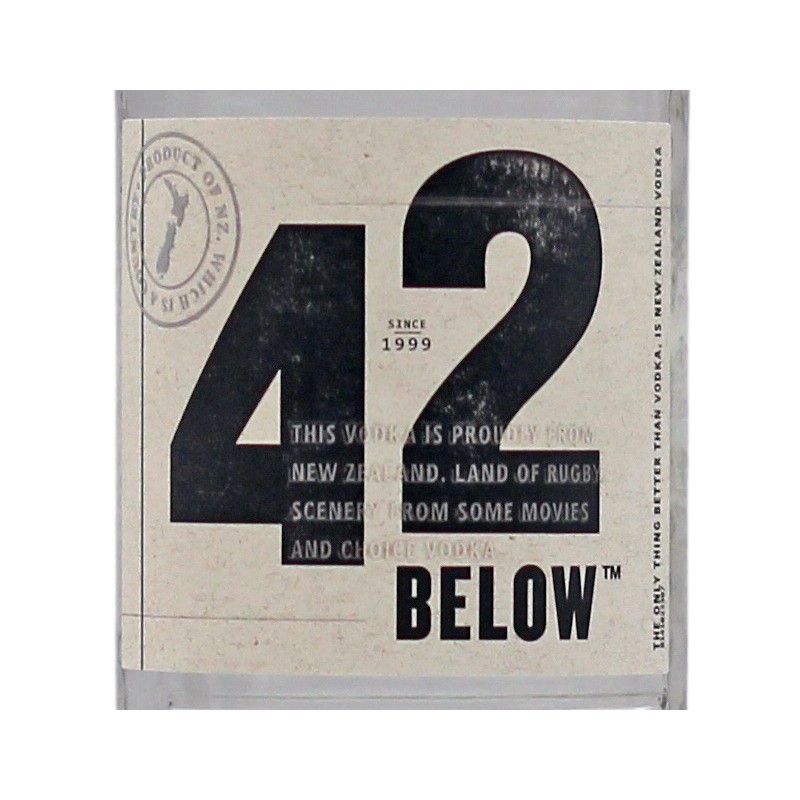 PRODUCT OF NZ. WHICH IS A COUNTRY.
42
SINCE
1999
THIS VODKA IS PROUDLY FROM
NEW ZEALAND. LAND OF RUGBY,
SCENERY FROM SOME MOVIES
AND CHOICE VODKA
BELOW™
THE ONLY THING BETTER THAN VODKA, IS NEW ZEALAND VODKA